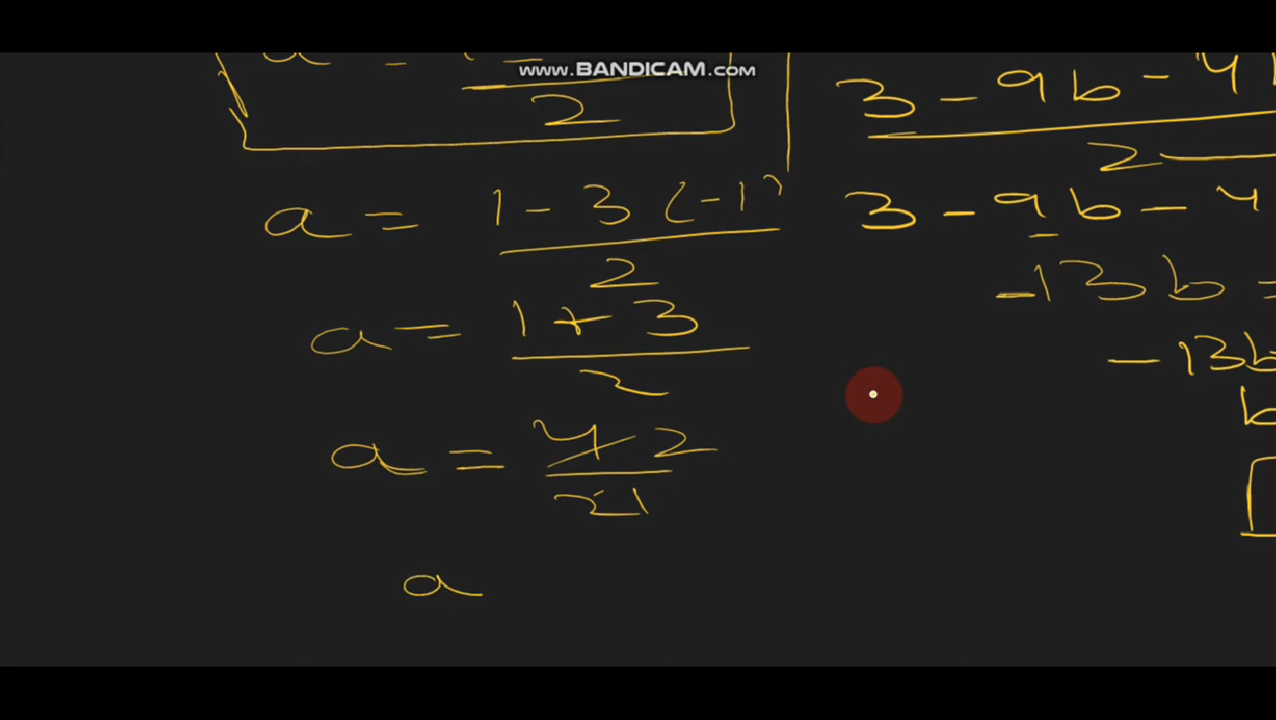 www.BANDICAM.com
2
a = 1 - 3 (-1)
2
a = 1 + 3
2
a = 4 2
2 1
a
3 - 9b - 4
2
3 - 9b - 4
-13b =
-13b
b